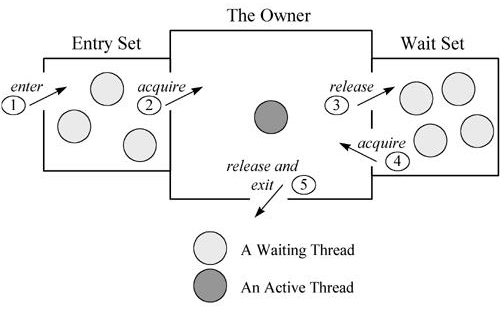 The Owner
Entry Set
Wait Set
enter
1
acquire
2
release
3
acquire
4
release and
exit
5
A Waiting Thread
An Active Thread